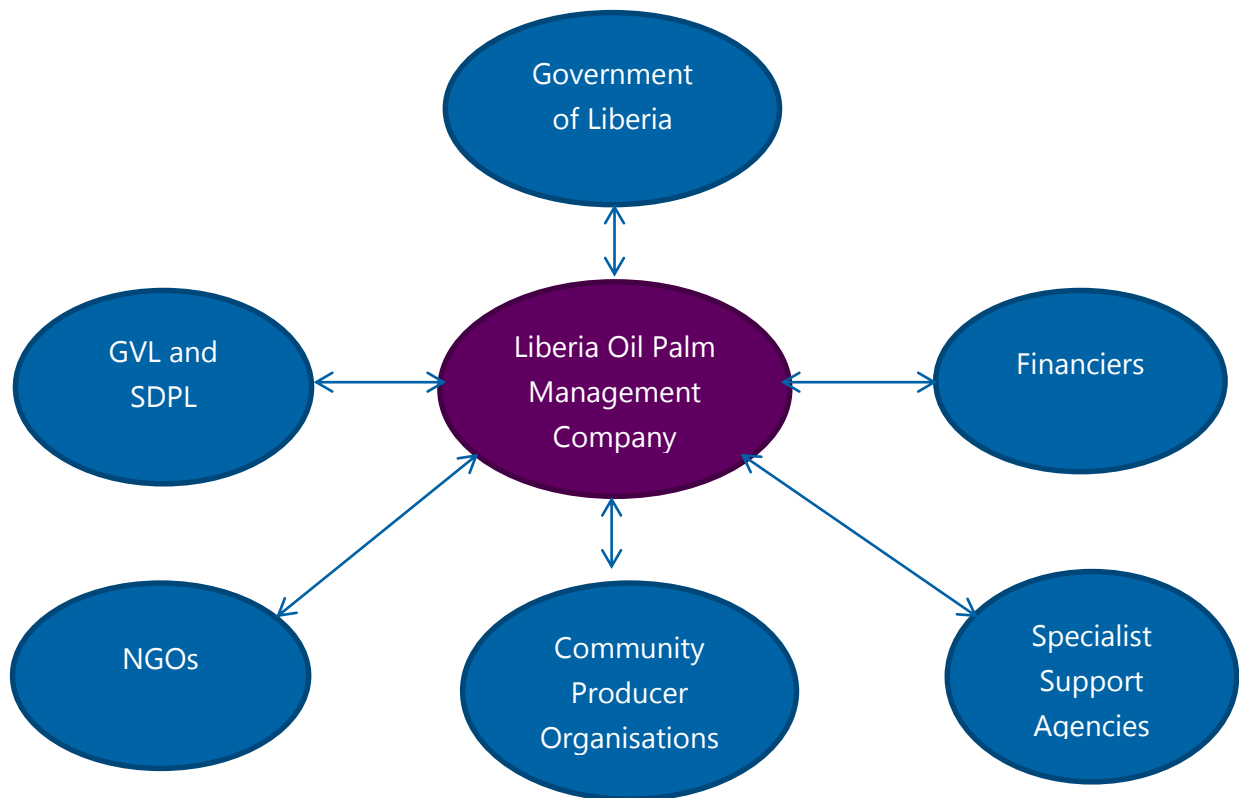 Government
of Liberia
GVL and
SDPL
Liberia Oil Palm
Management
Company
Financiers
NGOs
Community
Producer
Organisations
Specialist
Support
Agencies